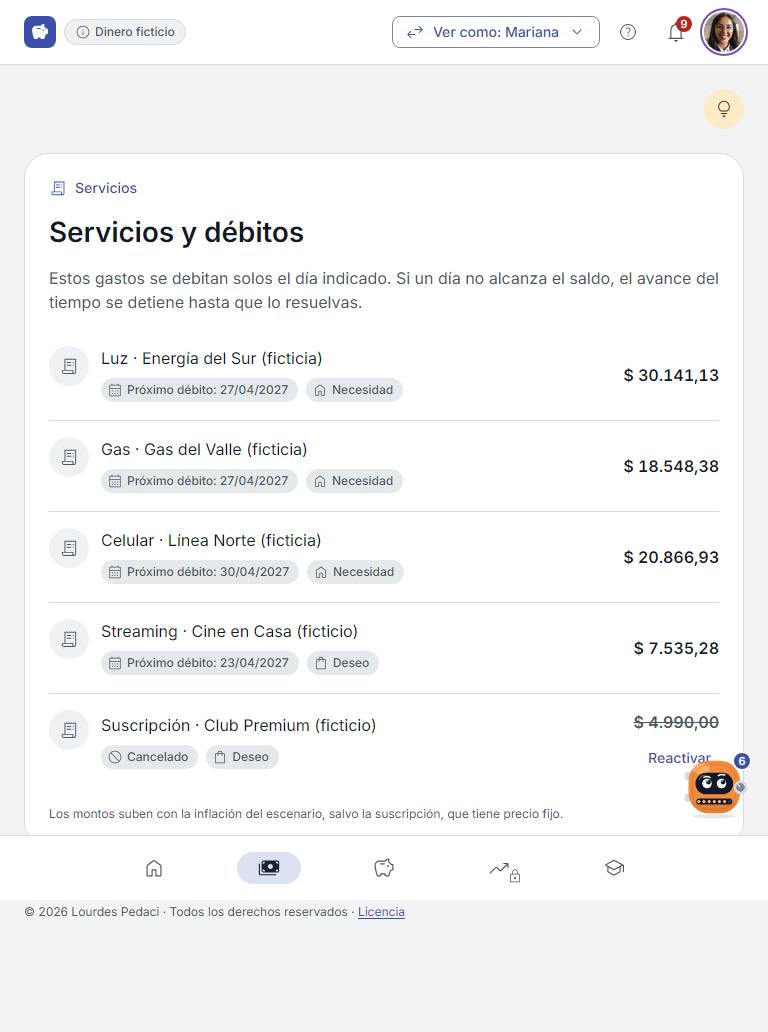 Dinero ficticio
Ver como: Mariana
9
Servicios
Servicios y débitos
Estos gastos se debitan solos el día indicado. Si un día no alcanza el saldo, el avance del
tiempo se detiene hasta que lo resuelvas.
Luz · Energía del Sur (ficticia)
Próximo débito: 27/04/2027
Necesidad
$ 30.141,13
Gas · Gas del Valle (ficticia)
Próximo débito: 27/04/2027
Necesidad
$ 18.548,38
Celular · Línea Norte (ficticia)
Próximo débito: 30/04/2027
Necesidad
$ 20.866,93
Streaming · Cine en Casa (ficticio)
Próximo débito: 23/04/2027
Deseo
$ 7.535,28
Suscripción · Club Premium (ficticio)
Cancelado
Deseo
$ 4.990,00
Reactivar
6
Los montos suben con la inflación del escenario, salvo la suscripción, que tiene precio fijo.
© 2026 Lourdes Pedaci · Todos los derechos reservados · Licencia